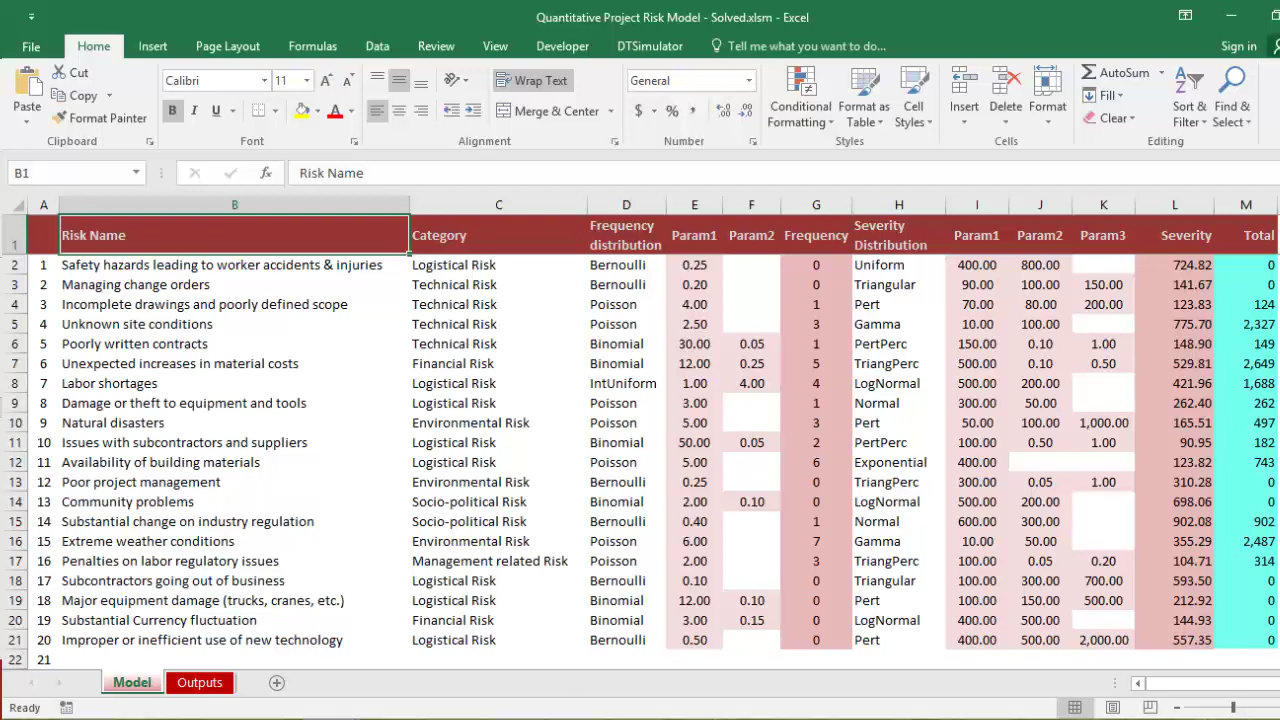 Quantitative Project Risk Model - Solved.xlsm - Excel
File Home Insert Page Layout Formulas Data Review View Developer DTSimulator Tell me what you want to do... Sign in
Paste Cut Copy Format Painter Clipboard
Calibri 11 B I U Font
Wrap Text Merge & Center Alignment
General $ % , Number
Conditional Formatting Format as Table Cell Styles Styles
Insert Delete Format Cells
AutoSum Fill Clear Sort & Filter Find & Select Editing
B1 fx Risk Name
A B C D E F G H I J K L M
1 Risk Name Category Frequency distribution Param1 Param2 Frequency Severity Distribution Param1 Param2 Param3 Severity Total
2 1 Safety hazards leading to worker accidents & injuries Logistical Risk Bernoulli 0.25 0 Uniform 400.00 800.00 724.82 0
3 2 Managing change orders Technical Risk Bernoulli 0.20 0 Triangular 90.00 100.00 150.00 141.67 0
4 3 Incomplete drawings and poorly defined scope Technical Risk Poisson 4.00 1 Pert 70.00 80.00 200.00 123.83 124
5 4 Unknown site conditions Technical Risk Poisson 2.50 3 Gamma 10.00 100.00 775.70 2,327
6 5 Poorly written contracts Technical Risk Binomial 30.00 0.05 1 PertPerc 150.00 0.10 1.00 148.90 149
7 6 Unexpected increases in material costs Financial Risk Binomial 12.00 0.25 5 TriangPerc 500.00 0.10 0.50 529.81 2,649
8 7 Labor shortages Logistical Risk IntUniform 1.00 4.00 4 LogNormal 500.00 200.00 421.96 1,688
9 8 Damage or theft to equipment and tools Logistical Risk Poisson 3.00 1 Normal 300.00 50.00 262.40 262
10 9 Natural disasters Environmental Risk Poisson 5.00 3 Pert 50.00 100.00 1,000.00 165.51 497
11 10 Issues with subcontractors and suppliers Logistical Risk Binomial 50.00 0.05 2 PertPerc 100.00 0.50 1.00 90.95 182
12 11 Availability of building materials Logistical Risk Poisson 5.00 6 Exponential 400.00 123.82 743
13 12 Poor project management Environmental Risk Bernoulli 0.25 0 TriangPerc 300.00 0.05 1.00 310.28 0
14 13 Community problems Socio-political Risk Binomial 2.00 0.10 0 LogNormal 500.00 200.00 698.06 0
15 14 Substantial change on industry regulation Socio-political Risk Bernoulli 0.40 1 Normal 600.00 300.00 902.08 902
16 15 Extreme weather conditions Environmental Risk Poisson 6.00 7 Gamma 10.00 50.00 355.29 2,487
17 16 Penalties on labor regulatory issues Management related Risk Poisson 2.00 3 TriangPerc 100.00 0.05 0.20 104.71 314
18 17 Subcontractors going out of business Logistical Risk Bernoulli 0.10 0 Triangular 100.00 300.00 700.00 593.50 0
19 18 Major equipment damage (trucks, cranes, etc.) Logistical Risk Binomial 12.00 0.10 0 Pert 100.00 150.00 500.00 212.92 0
20 19 Substantial Currency fluctuation Financial Risk Binomial 3.00 0.15 0 LogNormal 400.00 500.00 144.93 0
21 20 Improper or inefficient use of new technology Logistical Risk Bernoulli 0.50 0 Pert 400.00 500.00 2,000.00 557.35 0
22 21
Model Outputs
Ready